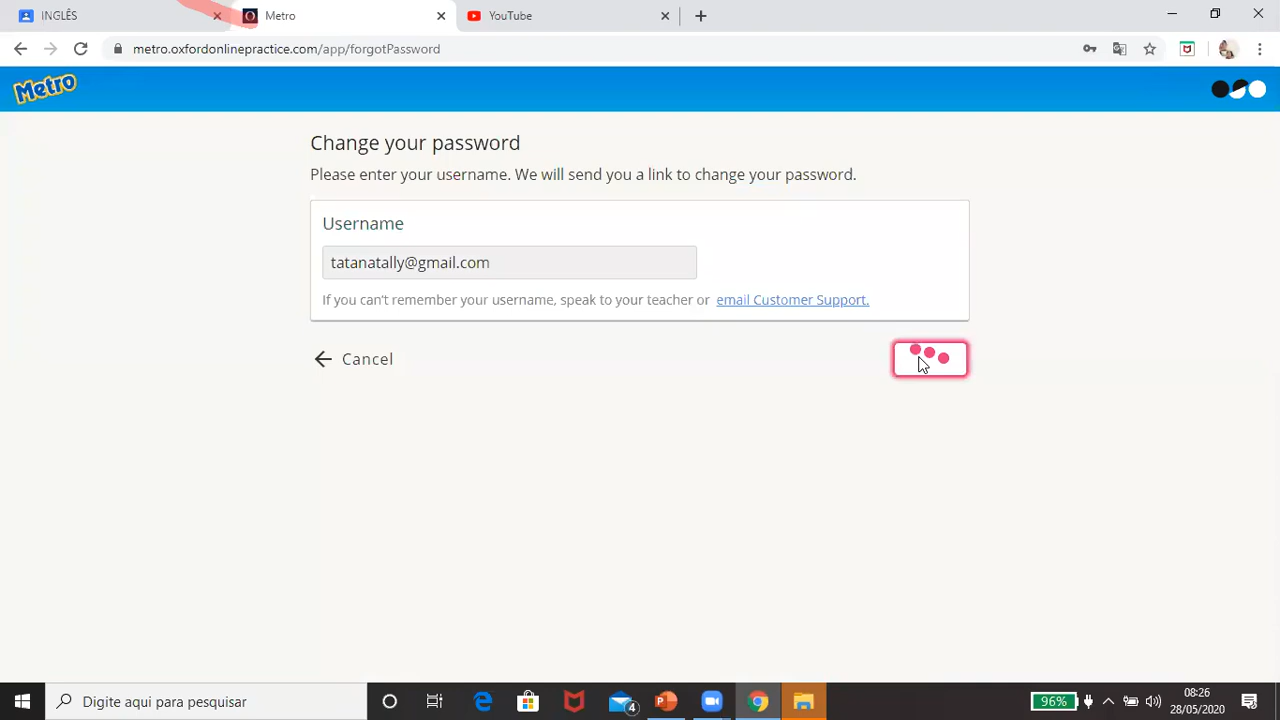 INGLÊS
Metro
YouTube
metro.oxfordonlinepractice.com/app/forgotPassword
Metro
Change your password
Please enter your username. We will send you a link to change your password.
Username
tatanatally@gmail.com
If you can't remember your username, speak to your teacher or email Customer Support.
Cancel
Digite aqui para pesquisar
4
96%
08:26
28/05/2020